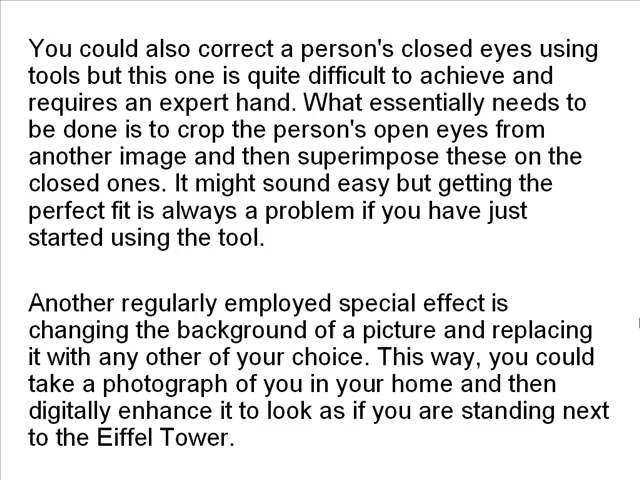 You could also correct a person's closed eyes using
tools but this one is quite difficult to achieve and
requires an expert hand. What essentially needs to
be done is to crop the person's open eyes from
another image and then superimpose these on the
closed ones. It might sound easy but getting the
perfect fit is always a problem if you have just
started using the tool.
Another regularly employed special effect is
changing the background of a picture and replacing
it with any other of your choice. This way, you could
take a photograph of you in your home and then
digitally enhance it to look as if you are standing next
to the Eiffel Tower.